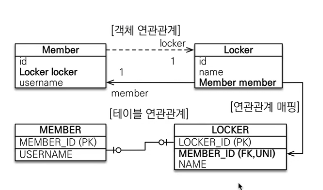 [객체 연관관계]
locker
Member
id
Locker locker
username
1
1
member
Locker
id
name
Member member
[테이블 연관관계]
[연관관계 매핑]
MEMBER
MEMBER_ID (PK)
USERNAME
LOCKER
LOCKER_ID (PK)
MEMBER_ID (FK,UNI)
NAME